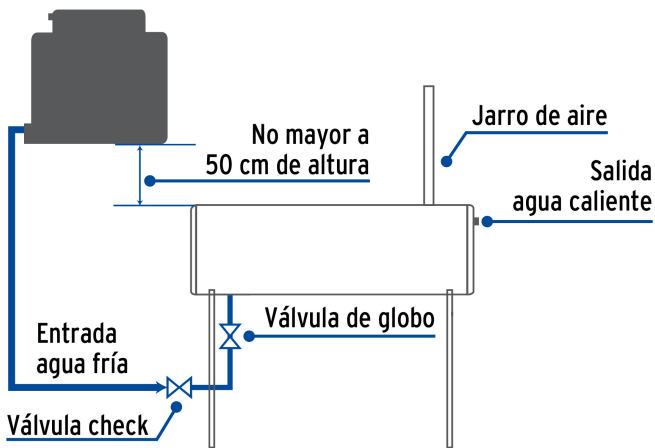 No mayor a
50 cm de altura
Jarro de aire
Salida
agua caliente
Válvula de globo
Entrada
agua fría
Válvula check